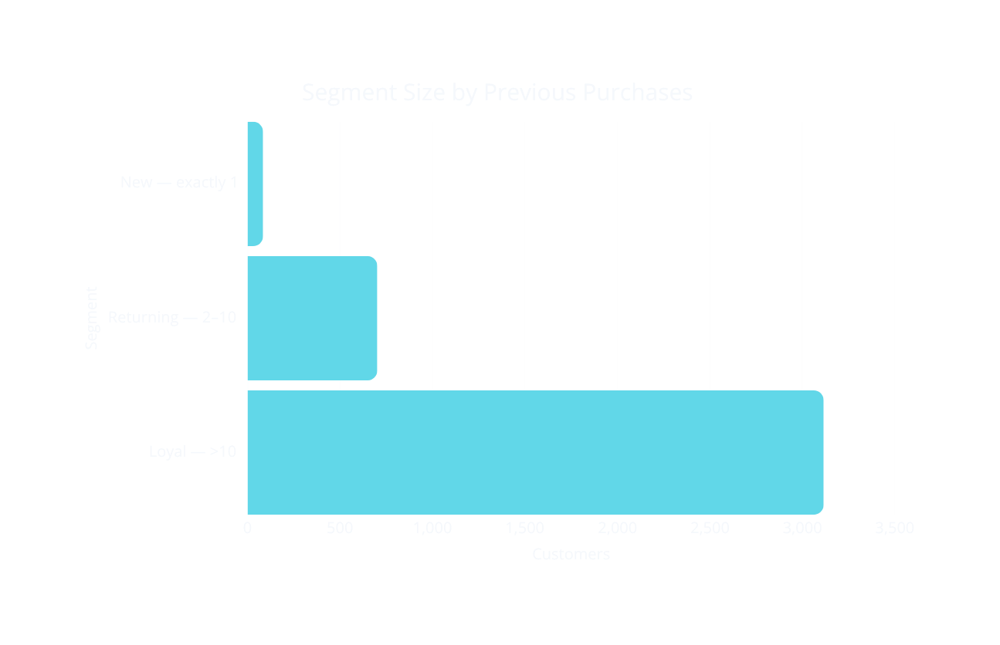 Segment Size by Previous Purchases
New — exactly 1
Returning — 2–10
Loyal — >10
Segment
0 500 1,000 1,500 2,000 2,500 3,000 3,500
Customers